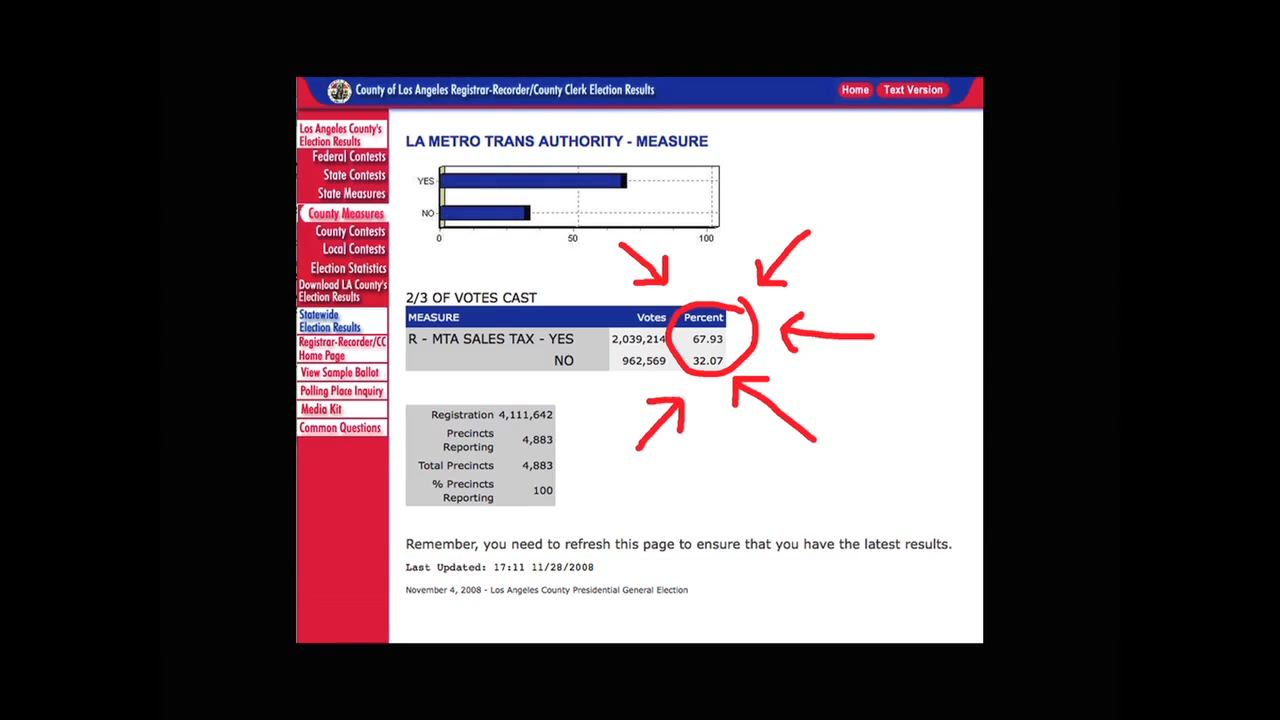 County of Los Angeles Registrar-Recorder/County Clerk Election Results
Home
Text Version
Los Angeles County's
Election Results
Federal Contests
State Contests
State Measures
County Measures
County Contests
Local Contests
Election Statistics
Download LA County's
Election Results
Statewide
Election Results
Registrar-Recorder/CC
Home Page
View Sample Ballot
Polling Place Inquiry
Media Kit
Common Questions
LA METRO TRANS AUTHORITY - MEASURE
YES
NO
0 50 100
2/3 OF VOTES CAST
MEASURE Votes Percent
R - MTA SALES TAX - YES 2,039,214 67.93
NO 962,569 32.07
Registration 4,111,642
Precincts
Reporting 4,883
Total Precincts 4,883
% Precincts
Reporting 100
Remember, you need to refresh this page to ensure that you have the latest results.
Last Updated: 17:11 11/28/2008
November 4, 2008 - Los Angeles County Presidential General Election